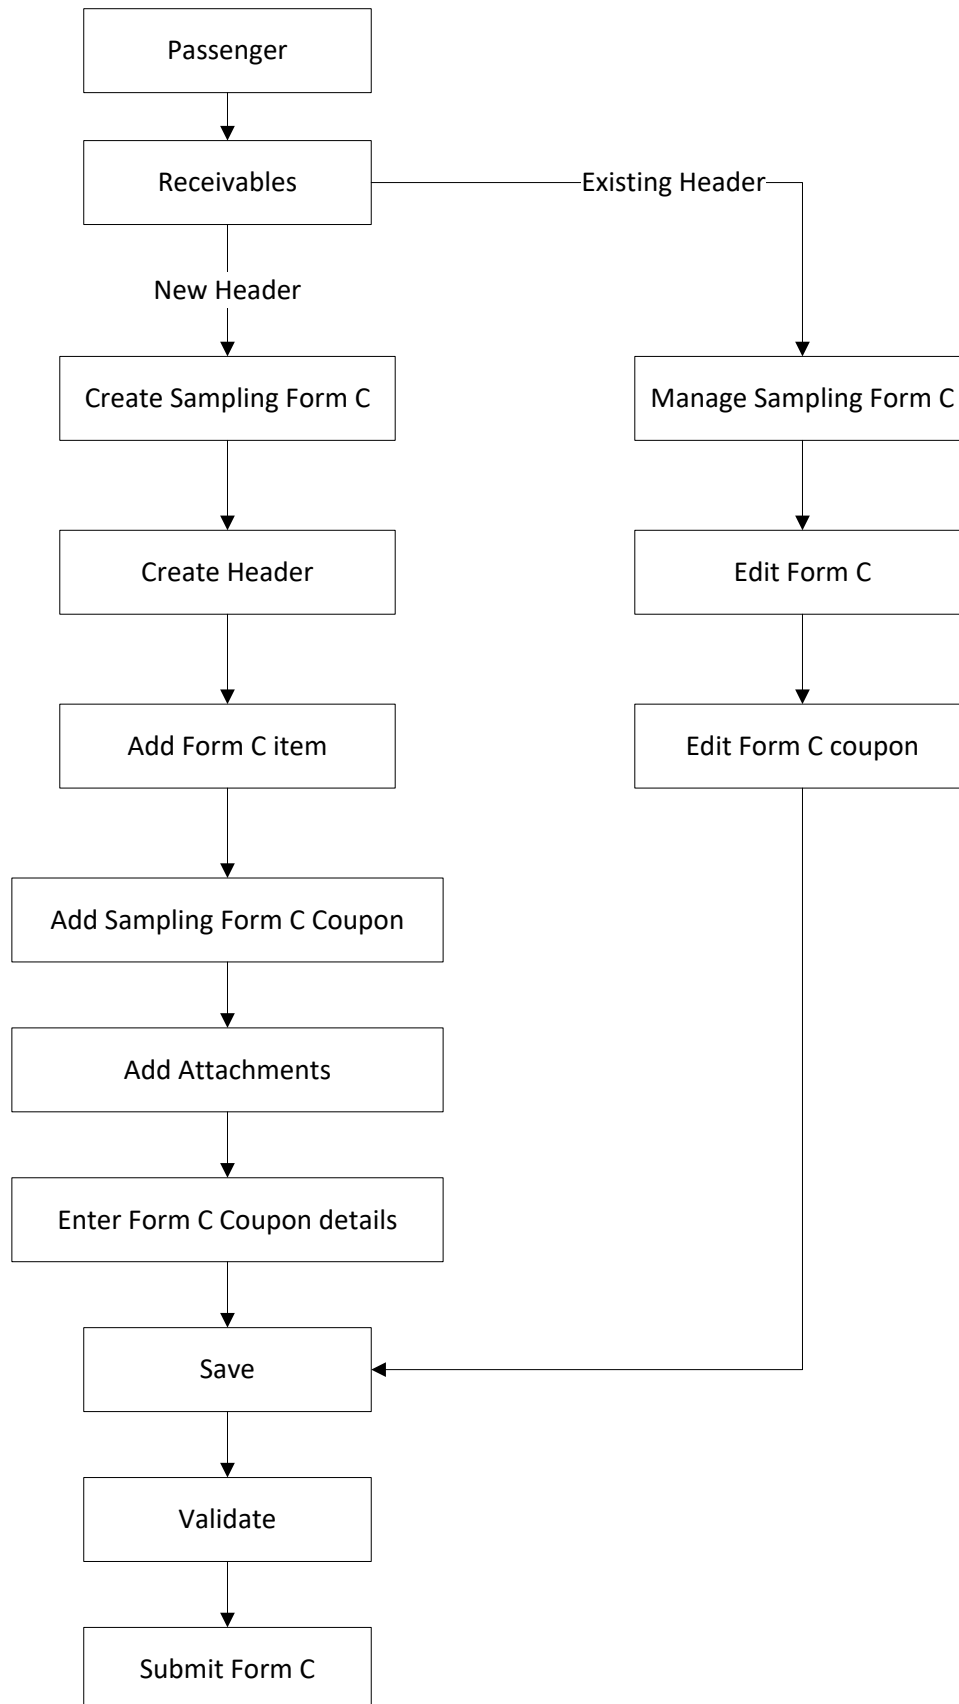 Passenger
Receivables
Existing Header
New Header
Create Sampling Form C
Manage Sampling Form C
Create Header
Edit Form C
Add Form C item
Edit Form C coupon
Add Sampling Form C Coupon
Add Attachments
Enter Form C Coupon details
Save
Validate
Submit Form C